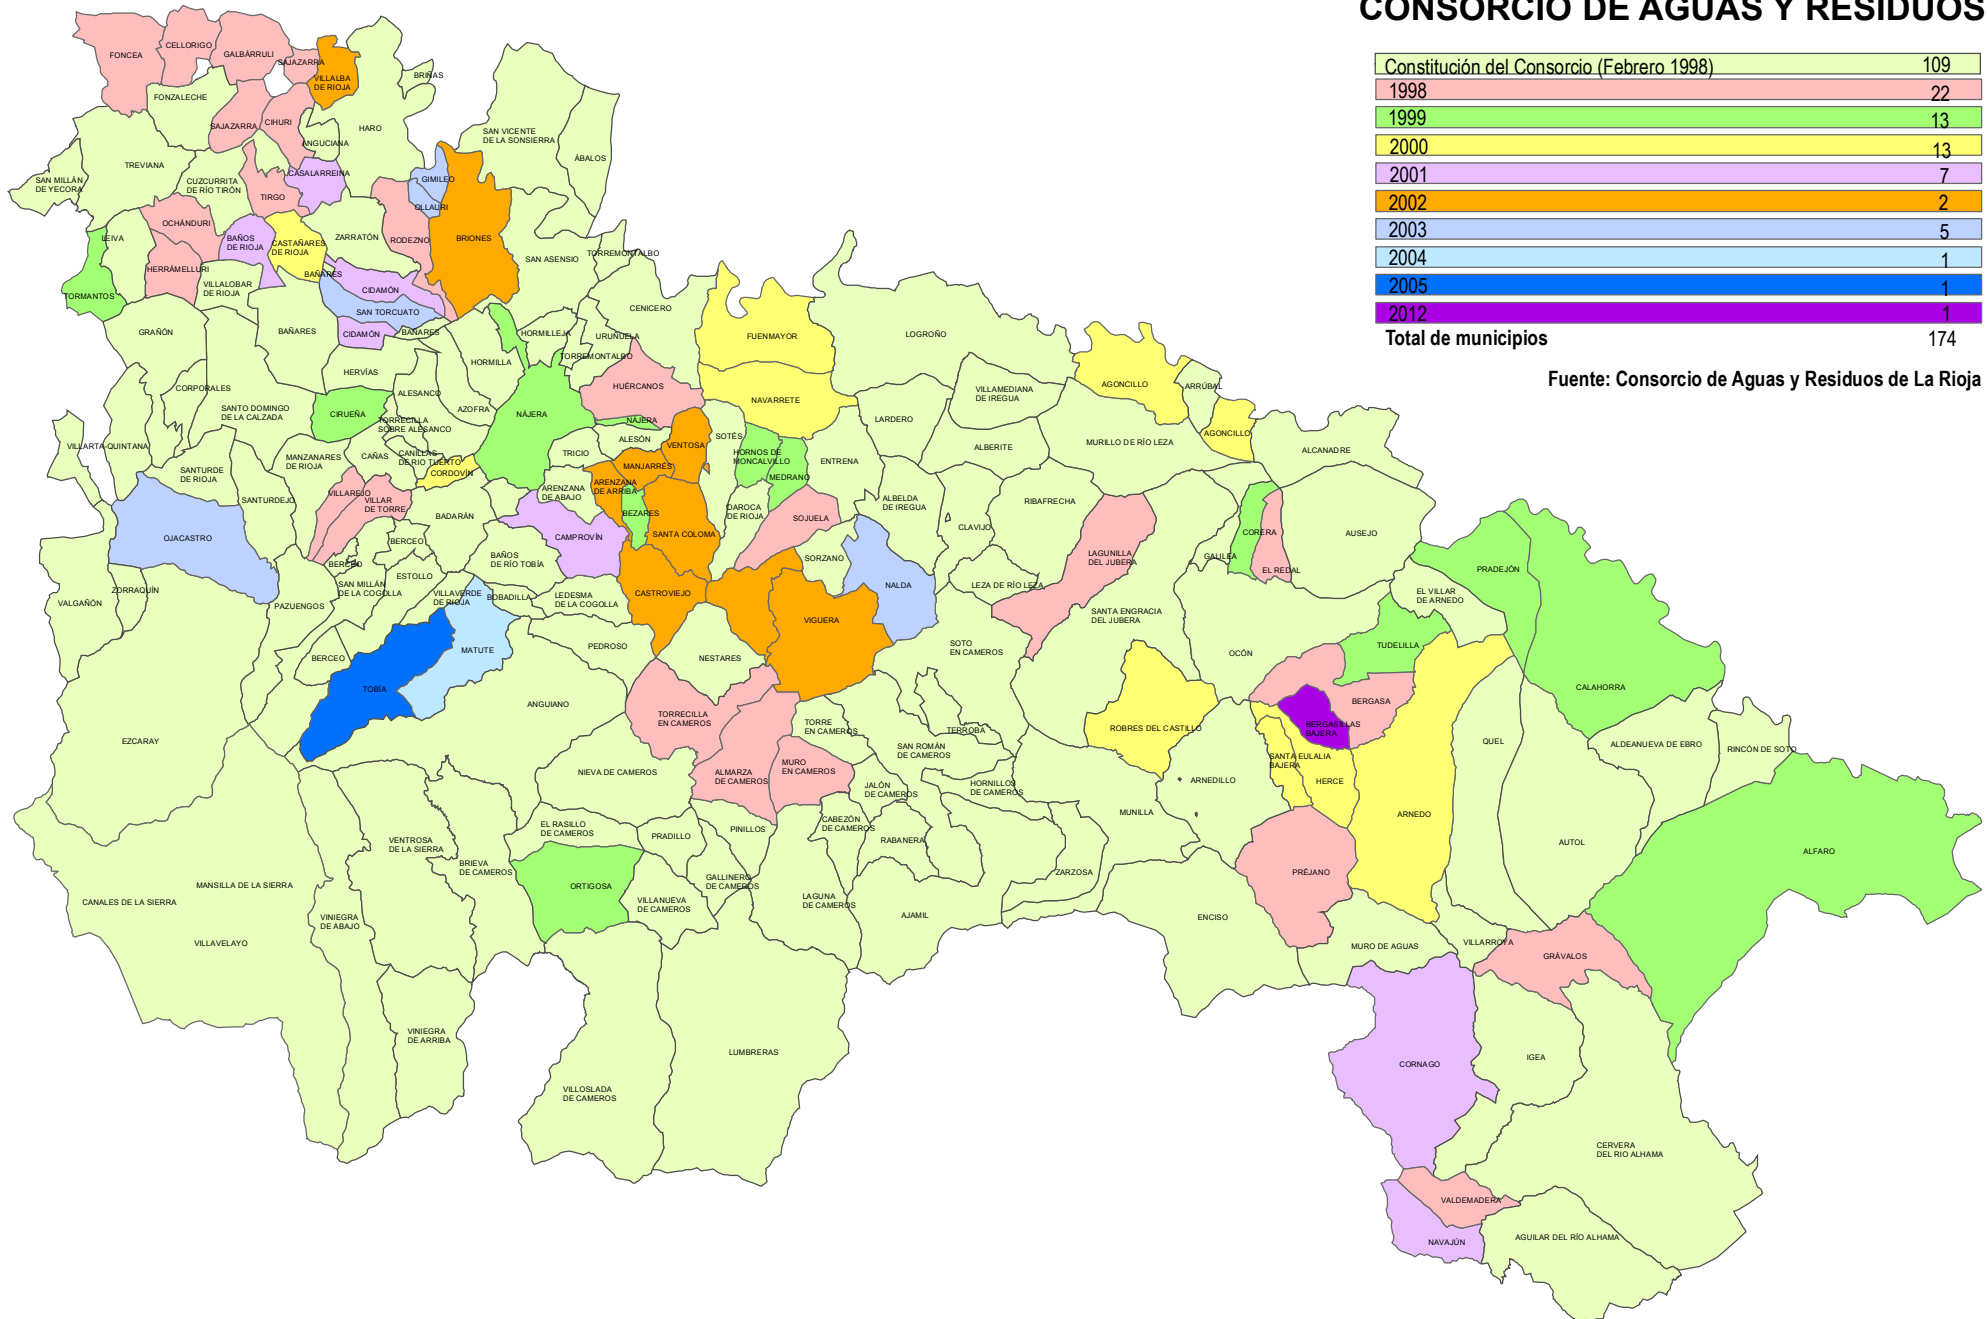 CONSORCIO DE AGUAS Y RESIDUOS
Constitución del Consorcio (Febrero 1998) 109
1998 22
1999 13
2000 13
2001 7
2002 2
2003 5
2004 1
2005 1
2012 1
Total de municipios 174
Fuente: Consorcio de Aguas y Residuos de La Rioja
FONCEA
CELLORIGO
GALBÁRRULI
SAJAZARRA
VILLALBA
DE RIOJA
BRIÑAS
FONZALECHE
SAJAZARRA
CIHURI
HARO
ANGUCIANA
SAN VICENTE
DE LA SONSIERRA
ÁBALOS
TREVIANA
SAN MILLÁN
DE YECORA
CUZCURRITA
DE RÍO TIRÓN
TIRGO
CASALARREINA
GIMILEO
OLLAURI
OCHÁNDURI
LEIVA
BAÑOS
DE RIOJA
CASTAÑARES
DE RIOJA
ZARRATÓN
RODEZNO
BRIONES
SAN ASENSIO
TORREMONTALBO
HERRAMELLURI
TORMANTOS
VILLALOBAR
DE RIOJA
BAÑARES
CIDAMÓN
SAN TORCUATO
CENICERO
GRAÑÓN
BAÑARES
CIDAMÓN
BAÑARES
HORMILLEJA
URUÑUELA
TORREMONTALBO
FUENMAYOR
LOGROÑO
HERVÍAS
HORMILLA
HUÉRCANOS
NAVARRETE
AGONCILLO
ARRÚBAL
VILLAMEDIANA
DE IREGUA
CORPORALES
SANTO DOMINGO
DE LA CALZADA
CIRUEÑA
ALESANCO
AZOFRA
NÁJERA
NÁJERA
TORRECILLA
SOBRE ALESANCO
LARDERO
ALBERITE
MURILLO DE RÍO LEZA
AGONCILLO
ALCANADRE
VILLARTA-QUINTANA
SANTURDE
DE RIOJA
MANZANARES
DE RIOJA
CAÑAS
CANILLAS
DE RIO TUERTO
CORDOVÍN
TRICIO
ALESÓN
VENTOSA
SOTÉS
HORNOS DE
MONCALVILLO
MEDRANO
ENTRENA
MANJARRÉS
ARENZANA
DE ARRIBA
ARENZANA
DE ABAJO
BEZARES
SANTURDEJO
VILLAREJO
VILLAR
DE TORRE
BADARÁN
DAROCA
DE RIOJA
SOJUELA
ALBELDA
DE IREGUA
RIBAFRECHA
CLAVIJO
OJACASTRO
BERCEO
CAMPROVÍN
SANTA COLOMA
LAGUNILLA
DEL JUBERA
CORERA
GALILEA
EL REDAL
AUSEJO
PRADEJÓN
BERCEO
BAÑOS
DE RÍO TOBÍA
SORZANO
NALDA
LEZA DE RÍO LEZA
ESTOLLO
SAN MILLÁN
DE LA COGOLLA
VILLAVERDE
DE RIOJA
BOBADILLA
LEDESMA
DE LA COGOLLA
CASTROVIEJO
VIGUERA
EL VILLAR
DE ARNEDO
VALGAÑÓN
ZORRAQUÍN
PAZUENGOS
SANTA ENGRACIA
DEL JUBERA
BERCEO
MATUTE
PEDROSO
NESTARES
SOTO
EN CAMEROS
OCÓN
TUDELILLA
CALAHORRA
TOBÍA
ANGUIANO
TORRECILLA
EN CAMEROS
TORRE
EN CAMEROS
TERROBA
ROBRES DEL CASTILLO
BERGASA
BERGASILLAS
BAJERA
EZCARAY
NIEVA DE CAMEROS
ALMARZA
DE CAMEROS
MURO
EN CAMEROS
SAN ROMÁN
DE CAMEROS
QUEL
ALDEANUEVA DE EBRO
RINCÓN DE SOTO
SANTA EULALIA
BAJERA
HERCE
JALÓN
DE CAMEROS
HORNILLOS
DE CAMEROS
ARNEDILLO
MUNILLA
ARNEDO
EL RASILLO
DE CAMEROS
PRADILLO
PINILLOS
CABEZÓN
DE CAMEROS
RABANERA
VENTROSA
DE LA SIERRA
BRIEVA
DE CAMEROS
AUTOL
ALFARO
MANSILLA DE LA SIERRA
CANALES DE LA SIERRA
ORTIGOSA
GALLINERO
DE CAMEROS
VILLANUEVA
DE CAMEROS
LAGUNA
DE CAMEROS
AJAMIL
ZARZOSA
ENCISO
PRÉJANO
VINIEGRA
DE ABAJO
VILLAVELAYO
MURO DE AGUAS
VILLARROYA
GRÁVALOS
VINIEGRA
DE ARRIBA
LUMBRERAS
VILLOSLADA
DE CAMEROS
CORNAGO
IGEA
CERVERA
DEL RIO ALHAMA
VALDEMADERA
NAVAJÚN
AGUILAR DEL RÍO ALHAMA